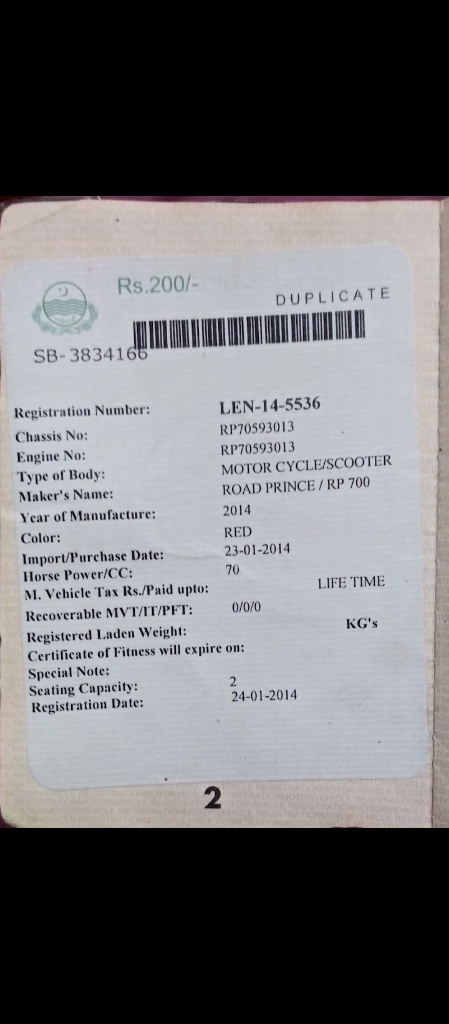 Rs.200/-
DUPLICATE
SB-3834166
Registration Number: LEN-14-5536
Chassis No: RP70593013
Engine No: RP70593013
Type of Body: MOTOR CYCLE/SCOOTER
Maker's Name: ROAD PRINCE / RP 700
Year of Manufacture: 2014
Color: RED
Import/Purchase Date: 23-01-2014
Horse Power/CC: 70
M. Vehicle Tax Rs./Paid upto: LIFE TIME
Recoverable MVT/IT/PFT: 0/0/0
Registered Laden Weight: KG's
Certificate of Fitness will expire on:
Special Note:
Seating Capacity: 2
Registration Date: 24-01-2014
2